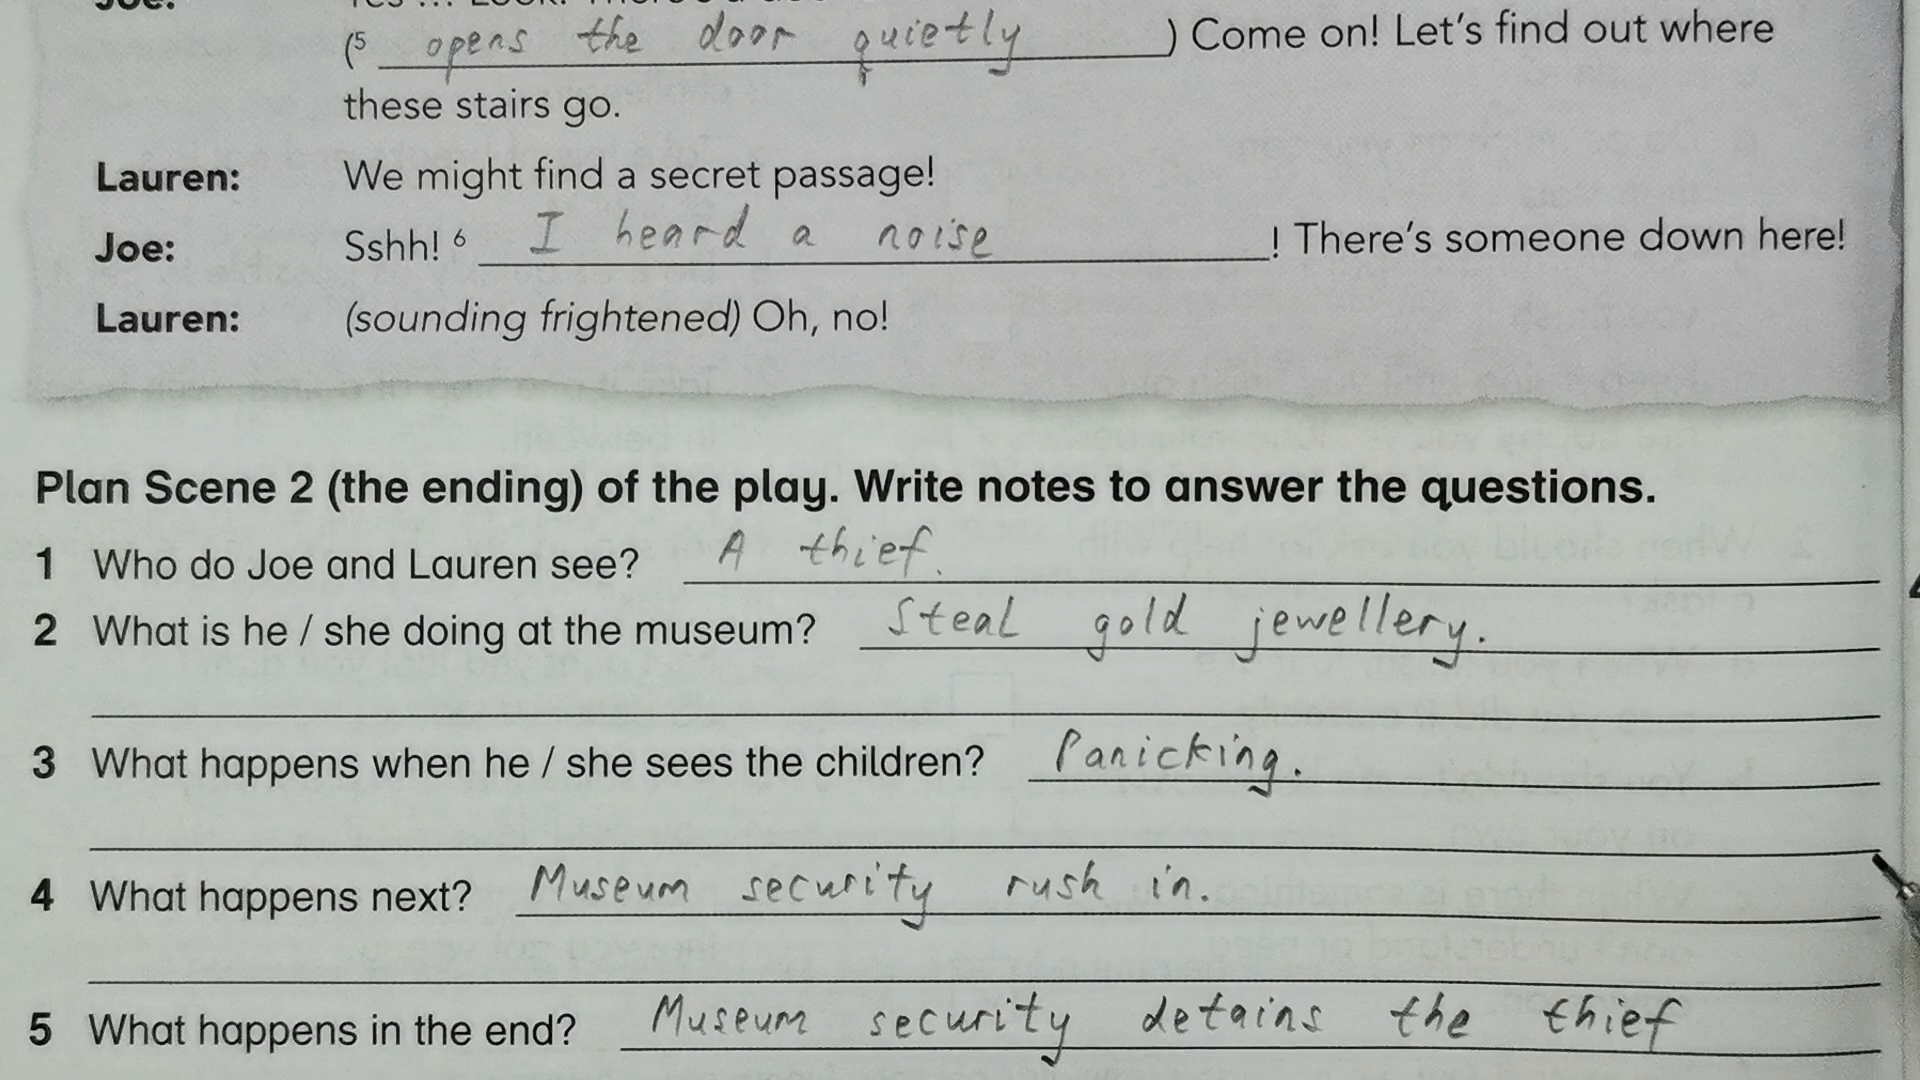 Joe:
(5 opens the door quietly ) Come on! Let's find out where
these stairs go.
Lauren: We might find a secret passage!
Joe: Sshh! 6 I heard a noise ! There's someone down here!
Lauren: (sounding frightened) Oh, no!
Plan Scene 2 (the ending) of the play. Write notes to answer the questions.
1 Who do Joe and Lauren see? A thief.
2 What is he / she doing at the museum? Steal gold jewellery.
3 What happens when he / she sees the children? Panicking.
4 What happens next? Museum security rush in.
5 What happens in the end? Museum security detains the thief